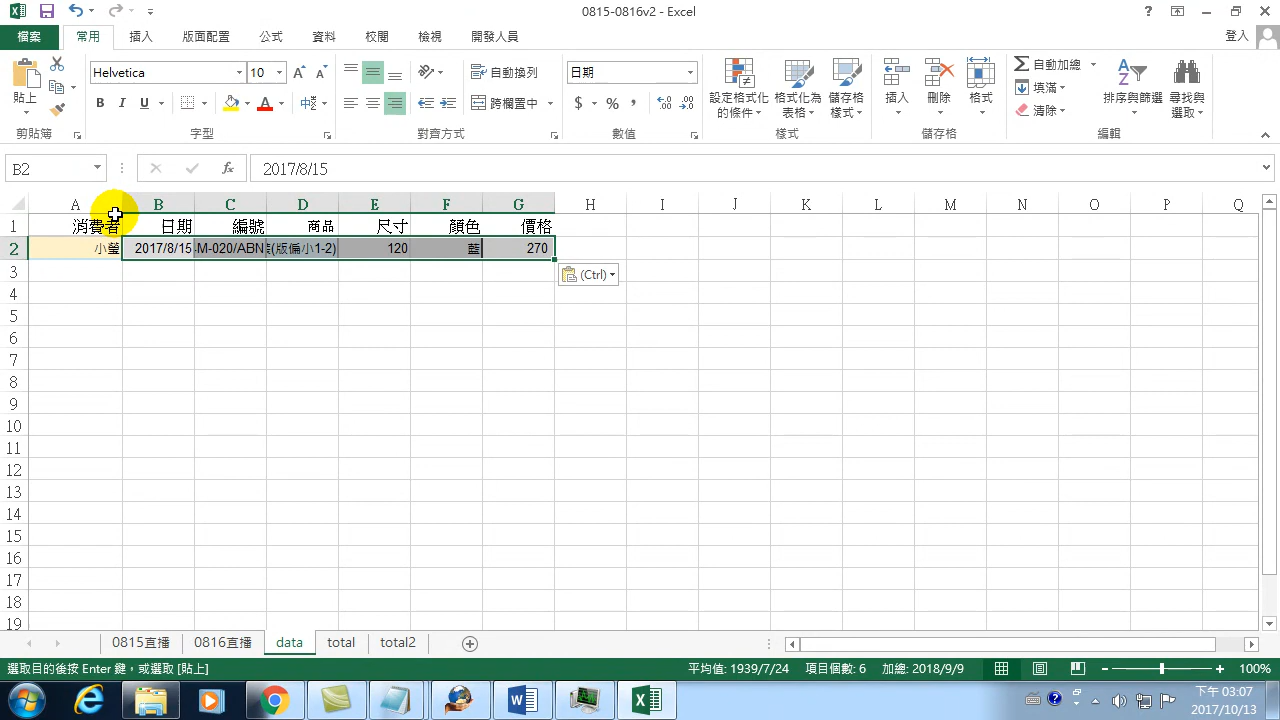 0815-0816v2 - Excel
檔案 常用 插入 版面配置 公式 資料 校閱 檢視 開發人員 登入
Helvetica 10 自動換列 日期 自動加總
貼上 B I U A 中文 跨欄置中 $ % , 設定格式化的條件 格式化為表格 儲存格樣式 插入 刪除 格式 填滿 清除 排序與篩選 尋找與選取
剪貼簿 字型 對齊方式 數值 樣式 儲存格 編輯
B2 fx 2017/8/15
A B C D E F G H I J K L M N O P Q
1 消費者 日期 編號 商品 尺寸 顏色 價格
2 小螢 2017/8/15 -M-020/ABN (版偏小1-2) 120 藍 270
3 (Ctrl)
4
5
6
7
8
9
10
11
12
13
14
15
16
17
18
19
0815直播 0816直播 data total total2
選取目的後按 Enter 鍵，或選取 [貼上] 平均值: 1939/7/24 項目個數: 6 加總: 2018/9/9 100%
下午 03:07
2017/10/13